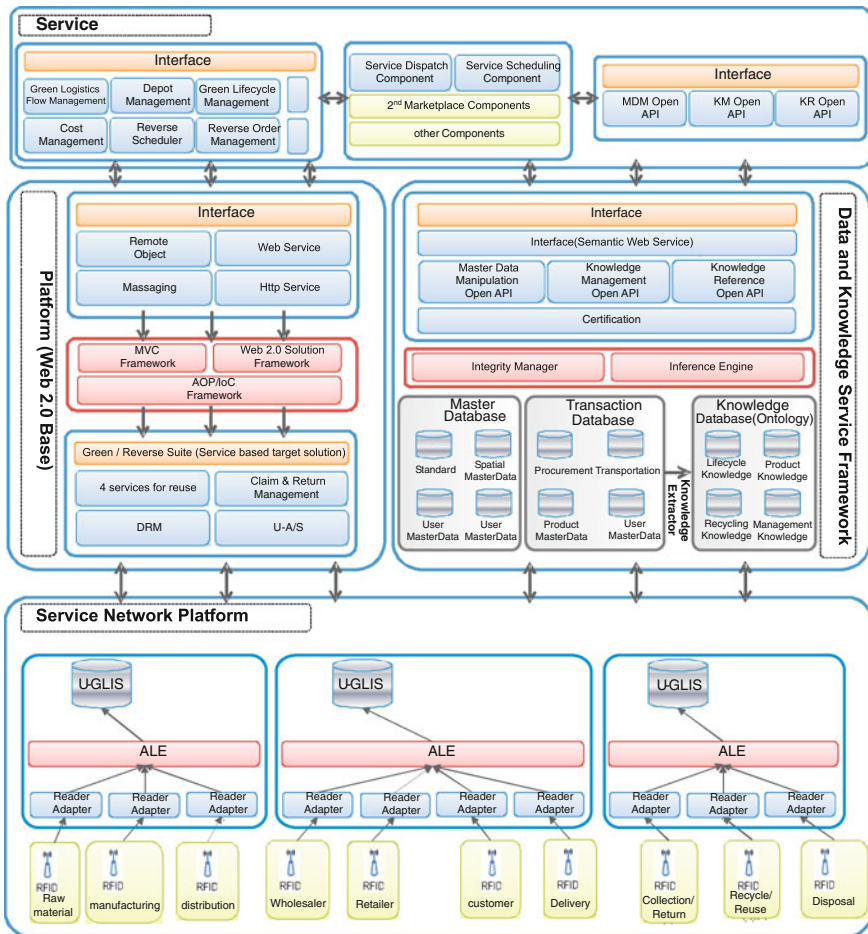 Service
Interface
Green Logistics
Flow Management
Depot
Management
Green Lifecycle
Management
Cost
Management
Reverse
Scheduler
Reverse Order
Management
Service Dispatch
Component
Service Scheduling
Component
2nd Marketplace Components
other Components
Interface
MDM Open
API
KM Open
API
KR Open
API
Platform (Web 2.0 Base)
Interface
Remote
Object
Web Service
Massaging
Http Service
MVC
Framework
Web 2.0 Solution
Framework
AOP/IoC
Framework
Green / Reverse Suite (Service based target solution)
4 services for reuse
Claim & Return
Management
DRM
U-A/S
Data and Knowledge Service Framework
Interface
Interface(Semantic Web Service)
Master Data
Manipulation
Open API
Knowledge
Management
Open API
Knowledge
Reference
Open API
Certification
Integrity Manager
Inference Engine
Master
Database
Standard
Spatial
MasterData
User
MasterData
User
MasterData
Transaction
Database
Procurement
Transportation
Product
MasterData
User
MasterData
Knowledge
Extractor
Knowledge
Database(Ontology)
Lifecycle
Knowledge
Product
Knowledge
Recycling
Knowledge
Management
Knowledge
Service Network Platform
U-GLIS
ALE
Reader
Adapter
Reader
Adapter
Reader
Adapter
RFID
Raw
material
RFID
manufacturing
RFID
distribution
U-GLIS
ALE
Reader
Adapter
Reader
Adapter
Reader
Adapter
Reader
Adapter
RFID
Wholesaler
RFID
Retailer
RFID
customer
RFID
Delivery
U-GLIS
ALE
Reader
Adapter
Reader
Adapter
Reader
Adapter
RFID
Collection/
Return
RFID
Recycle/
Reuse
RFID
Disposal